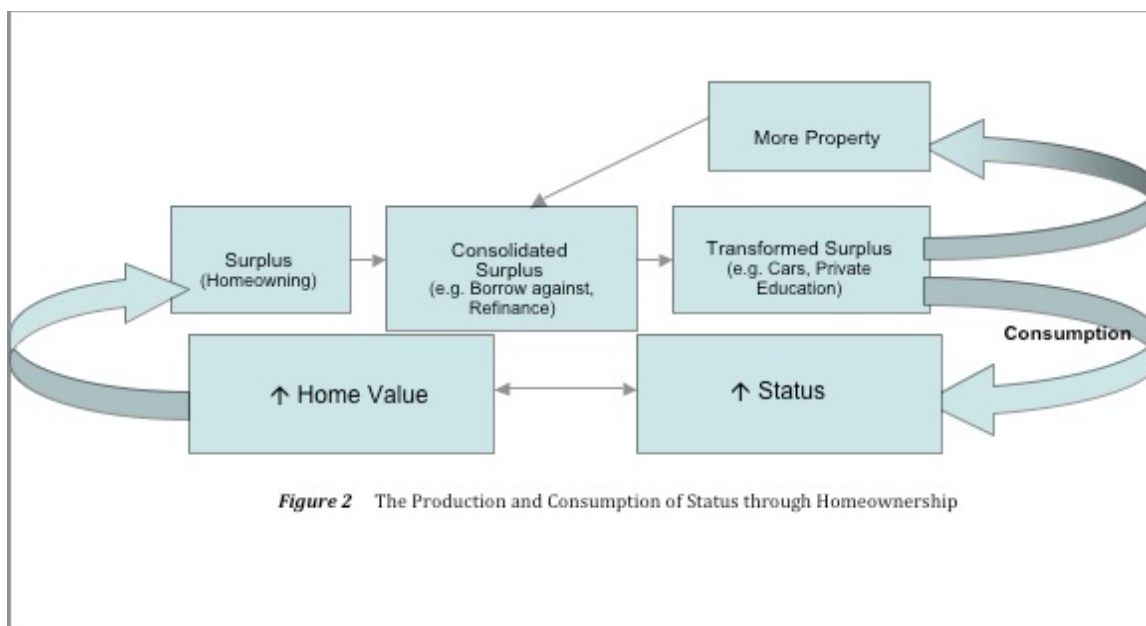 More Property
Surplus
(Homeowning)
Consolidated
Surplus
(e.g. Borrow against,
Refinance)
Transformed Surplus
(e.g. Cars, Private
Education)
Consumption
↑ Home Value
↑ Status
Figure 2 The Production and Consumption of Status through Homeownership